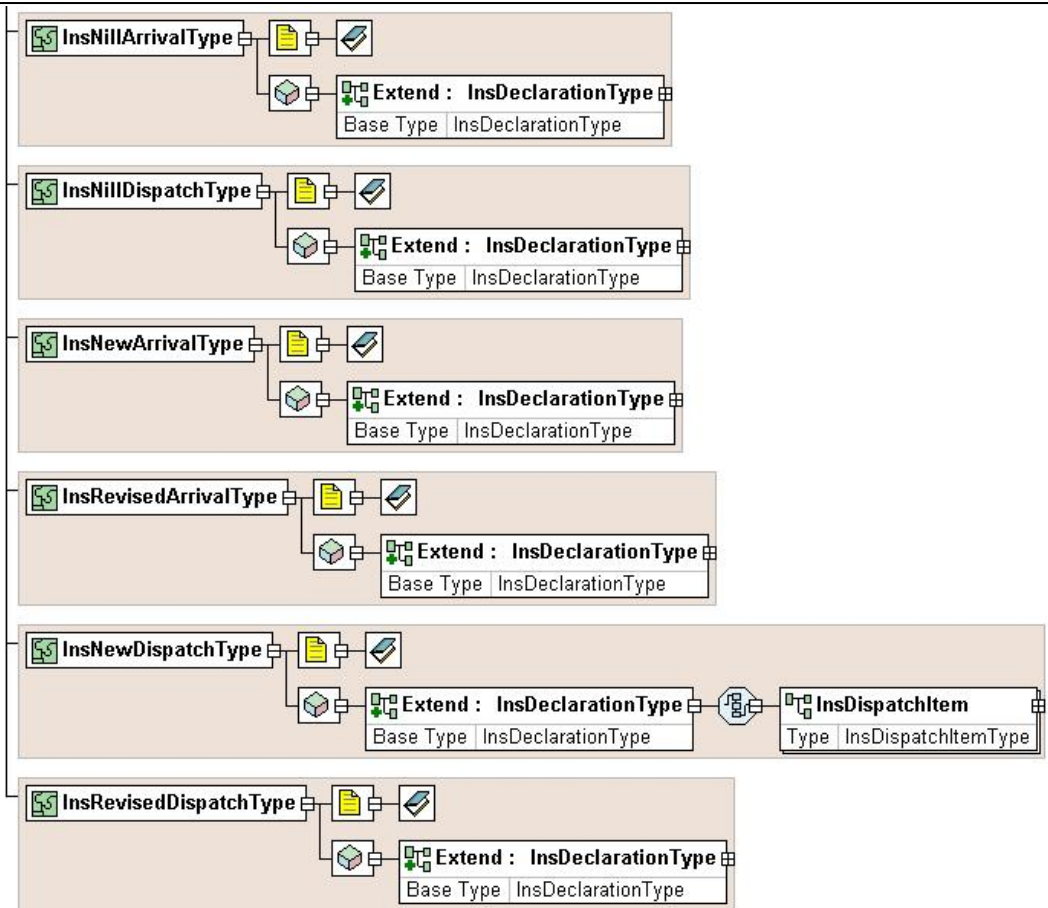 InsNillArrivalType
Extend : InsDeclarationType
Base Type InsDeclarationType
InsNillDispatchType
Extend : InsDeclarationType
Base Type InsDeclarationType
InsNewArrivalType
Extend : InsDeclarationType
Base Type InsDeclarationType
InsRevisedArrivalType
Extend : InsDeclarationType
Base Type InsDeclarationType
InsNewDispatchType
Extend : InsDeclarationType InsDispatchItem
Base Type InsDeclarationType Type InsDispatchItemType
InsRevisedDispatchType
Extend : InsDeclarationType
Base Type InsDeclarationType